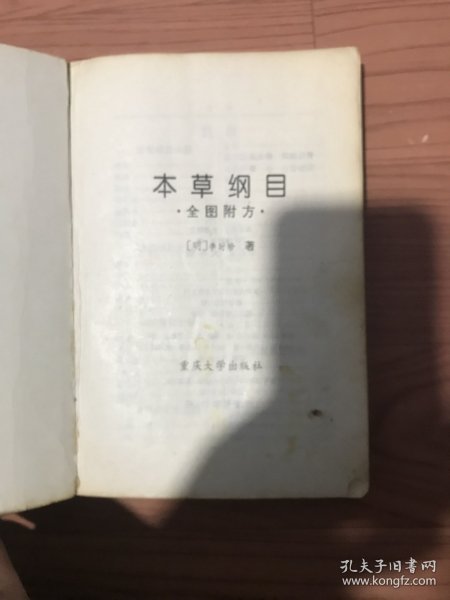 本草纲目
·全图附方·
[明]李时珍 著
重庆大学出版社
孔夫子旧书网
www.kongfz.com